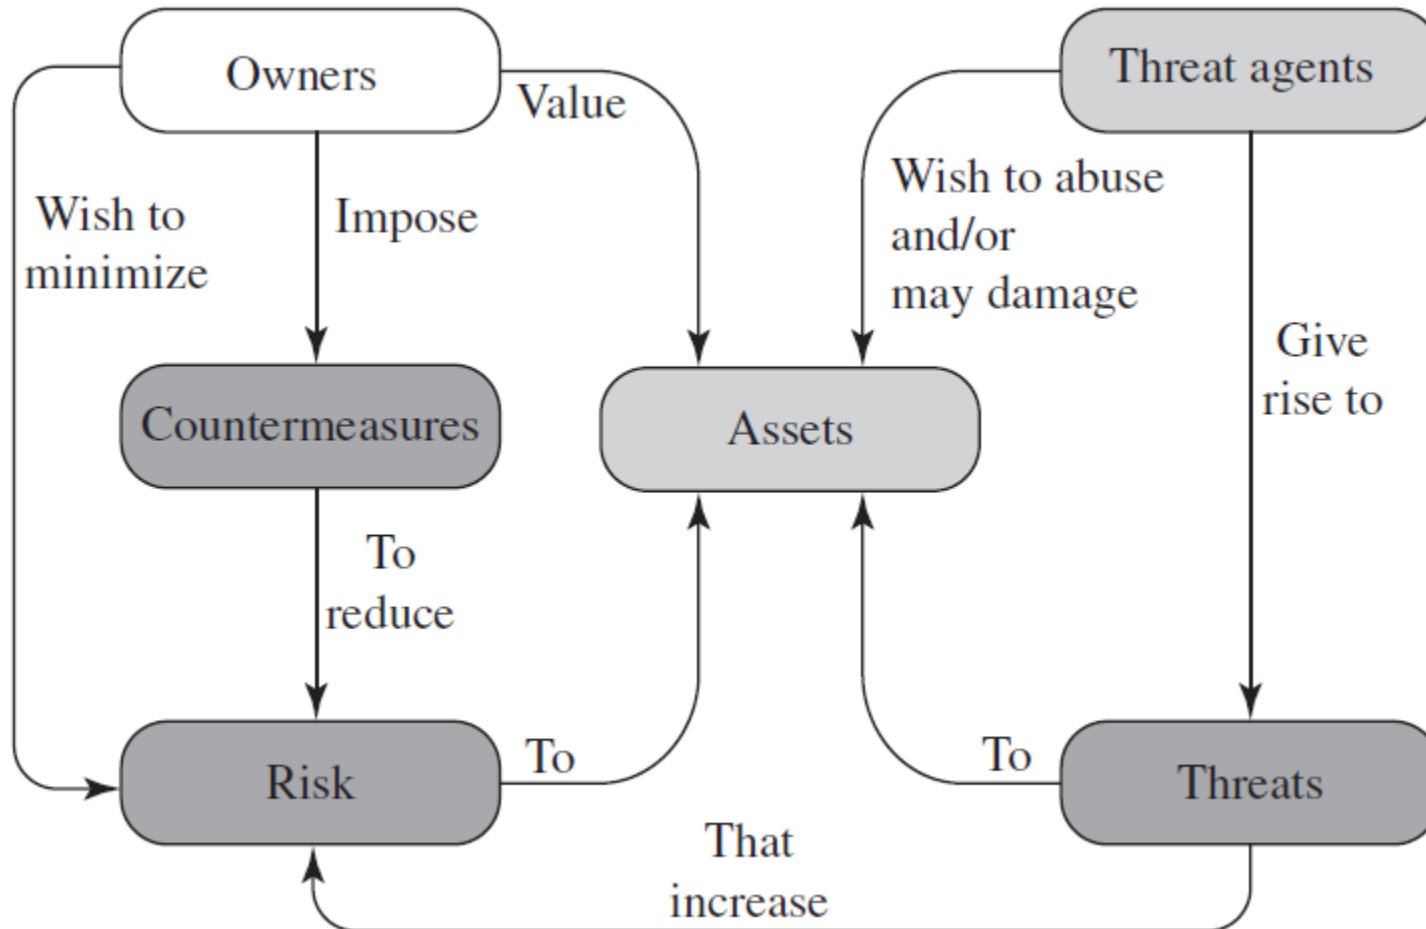 Owners
Threat agents
Value
Wish to
minimize
Impose
Wish to abuse
and/or
may damage
Give
rise to
Countermeasures
Assets
To
reduce
Risk
To
To
Threats
That
increase